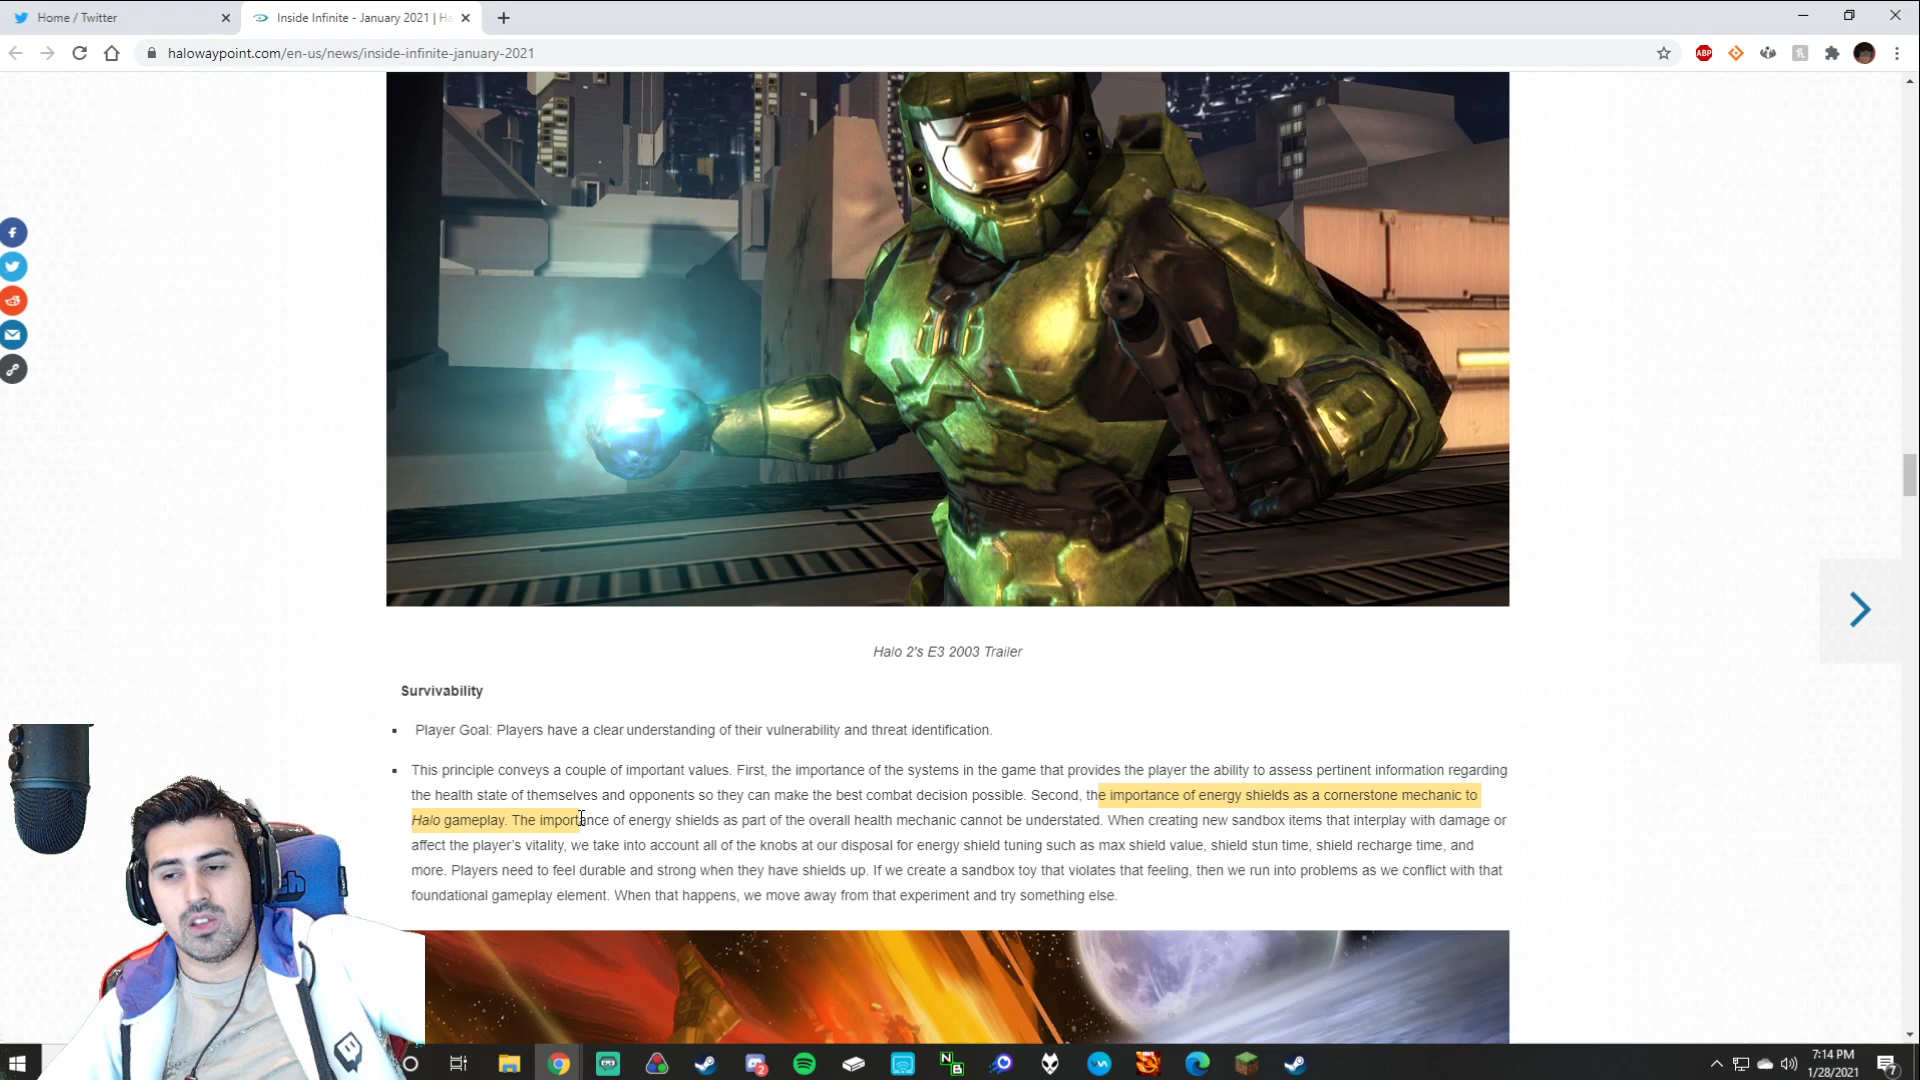 Home / Twitter
Inside Infinite - January 2021 | Ha
halowaypoint.com/en-us/news/inside-infinite-january-2021
ABP
Halo 2's E3 2003 Trailer
Survivability
Player Goal: Players have a clear understanding of their vulnerability and threat identification.
This principle conveys a couple of important values. First, the importance of the systems in the game that provides the player the ability to assess pertinent information regarding
the health state of themselves and opponents so they can make the best combat decision possible. Second, the importance of energy shields as a cornerstone mechanic to
Halo gameplay. The importance of energy shields as part of the overall health mechanic cannot be understated. When creating new sandbox items that interplay with damage or
affect the player's vitality, we take into account all of the knobs at our disposal for energy shield tuning such as max shield value, shield stun time, shield recharge time, and
more. Players need to feel durable and strong when they have shields up. If we create a sandbox toy that violates that feeling, then we run into problems as we conflict with that
foundational gameplay element. When that happens, we move away from that experiment and try something else.
7:14 PM
1/28/2021